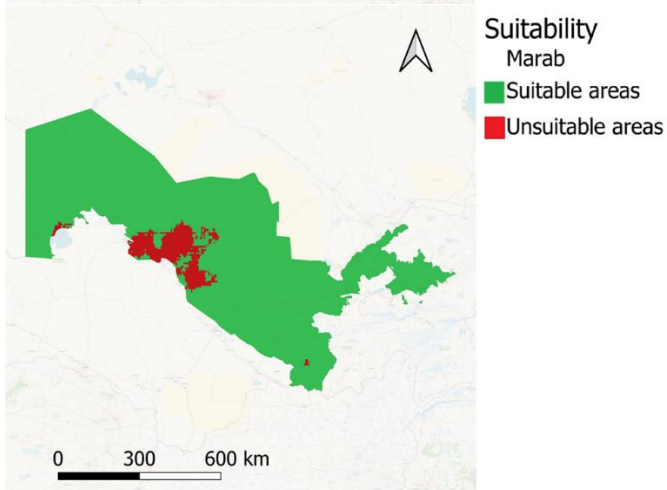 Suitability
Marab
Suitable areas
Unsuitable areas
0 300 600 km